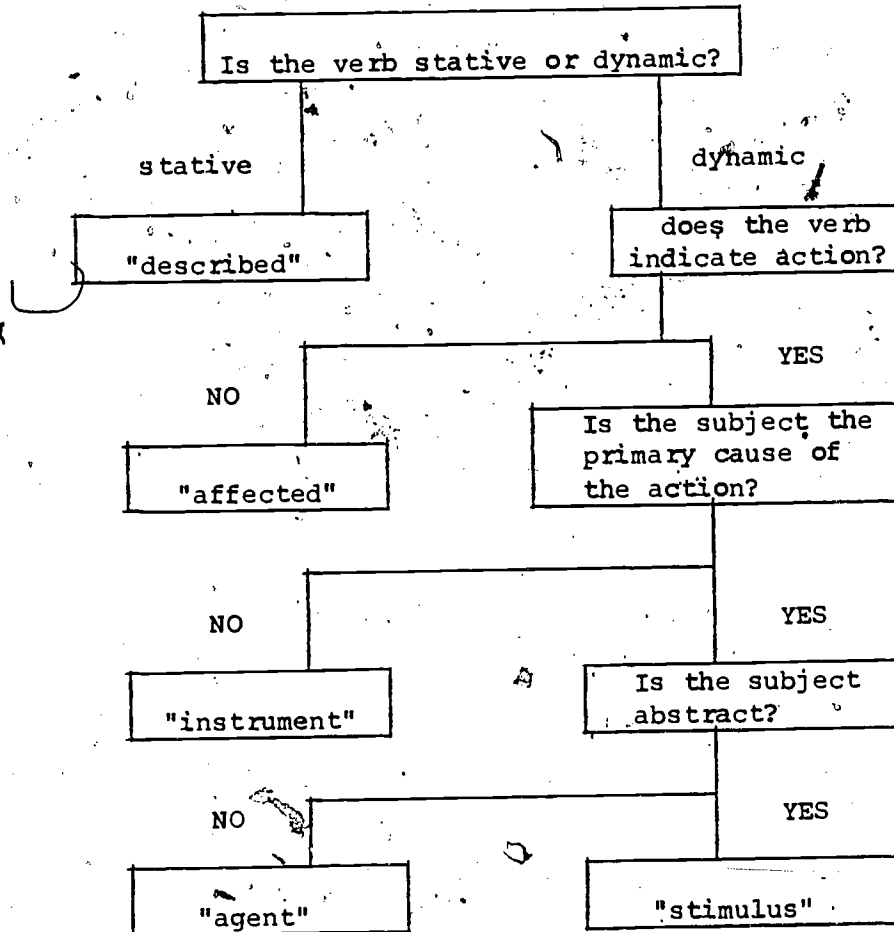 Is the verb stative or dynamic?
stative
dynamic
"described"
does the verb
indicate action?
NO
YES
"affected"
Is the subject the
primary cause of
the action?
NO
YES
"instrument"
Is the subject
abstract?
NO
YES
"agent"
"stimulus"